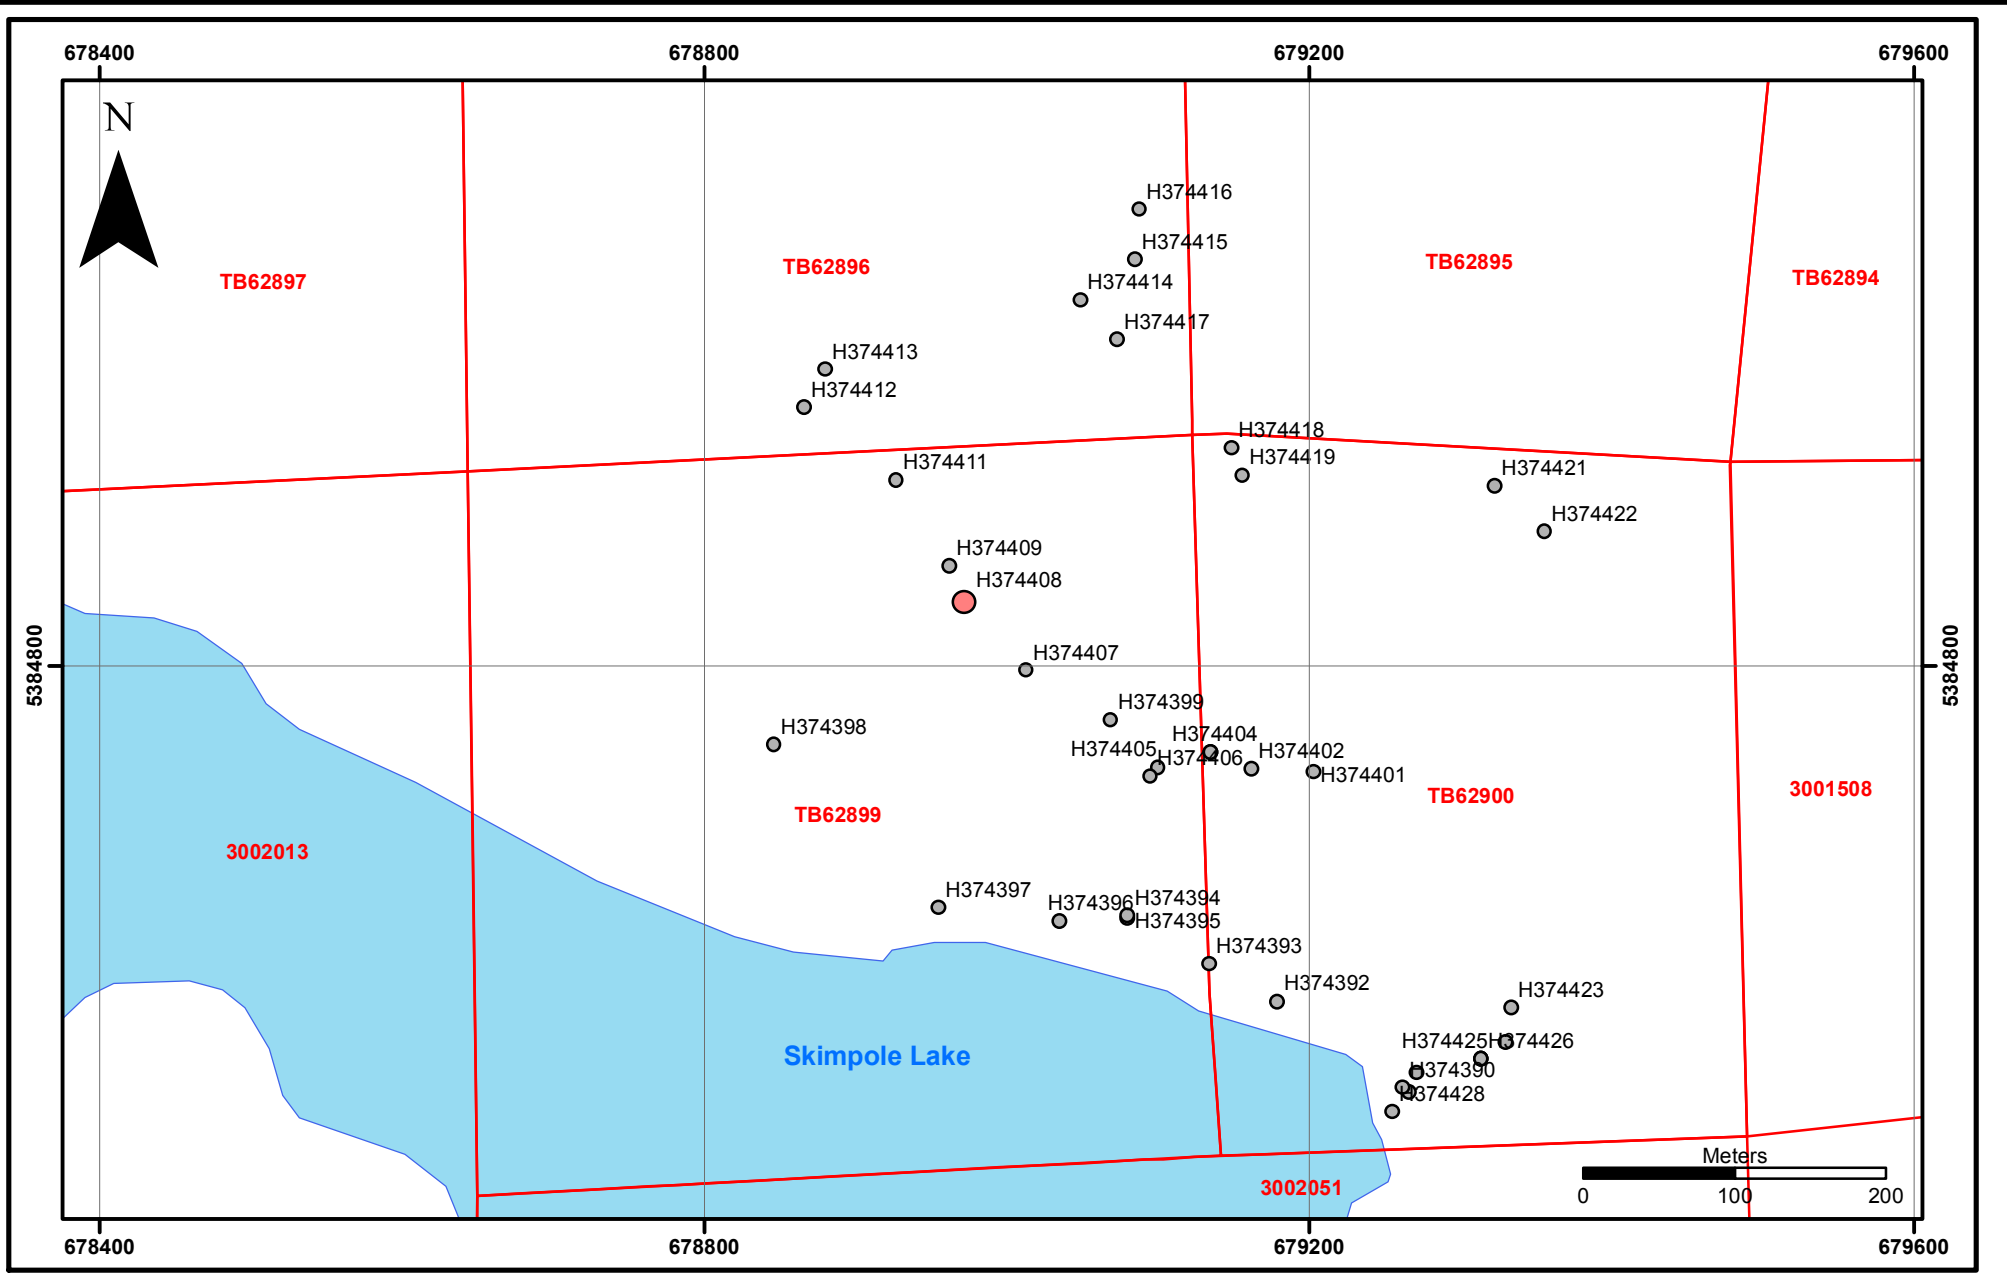 678400 678800 679200 679600
N
H374416
H374415
TB62897 TB62896 TB62895 TB62894
H374414
H374417
H374413
H374412
H374418
H374419
H374411
H374421
H374422
H374409
H374408
5384800 5384800
H374407
H374399
H374398
H374404
H374405
H374406
H374402
H374401
TB62899 TB62900 3001508
3002013
H374397
H374396
H374394
H374395
H374393
H374392
H374423
H374425
H374426
Skimpole Lake
H374390
H374428
Meters
0 100 200
3002051
678400 678800 679200 679600